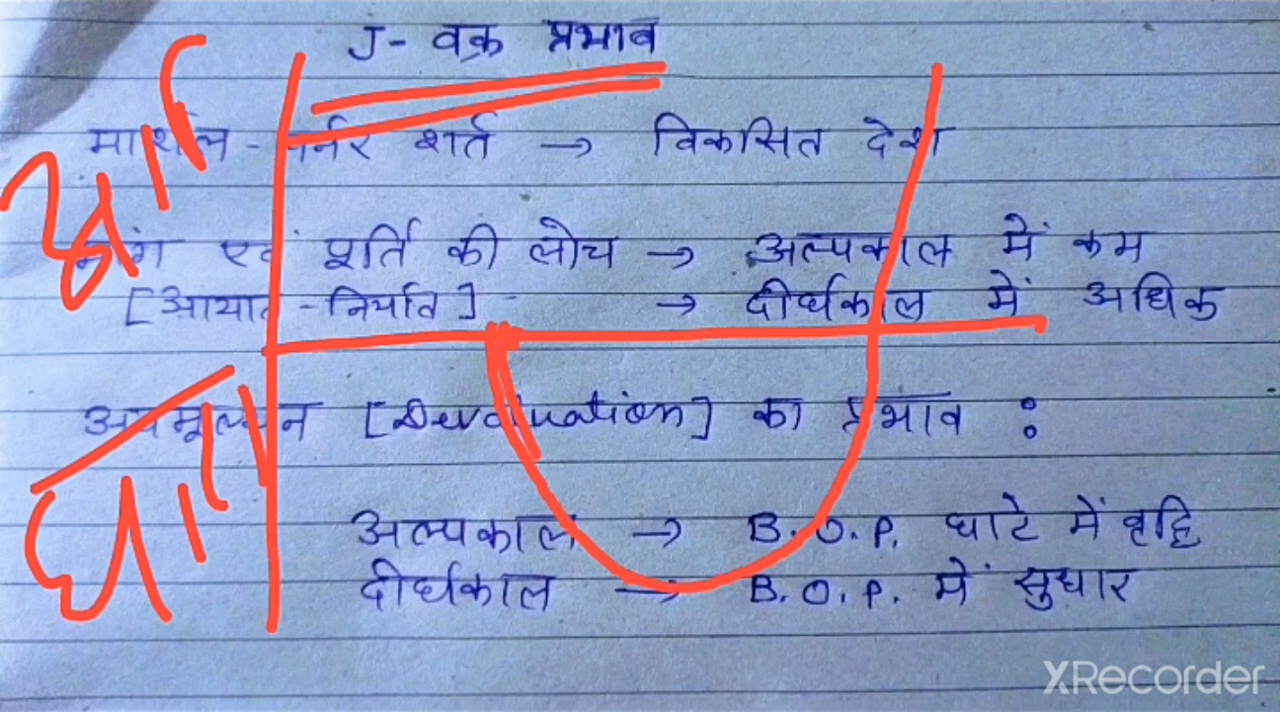 J- वक्र प्रभाव
मार्शल - लर्नर शर्त → विकसित देश
मांग एवं पूर्ति की लोच → अल्पकाल में कम
[आयात - निर्यात] → दीर्घकाल में अधिक
अवमूल्यन [Devaluation] का प्रभाव :
अल्पकाल → B.O.P. घाटे में वृद्धि
दीर्घकाल → B.O.P. में सुधार
XRecorder